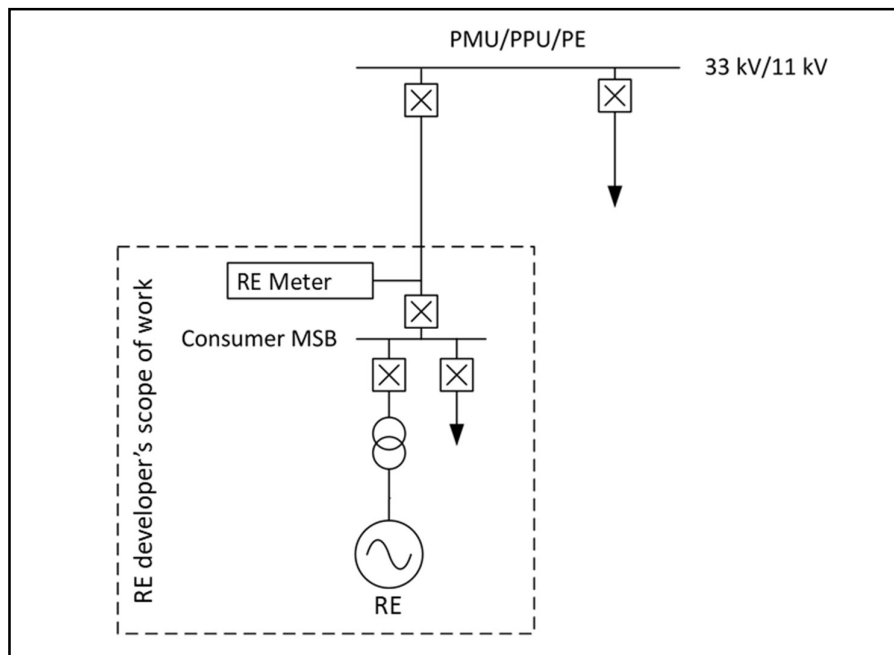 PMU/PPU/PE
33 kV/11 kV
RE Meter
Consumer MSB
RE developer’s scope of work
RE